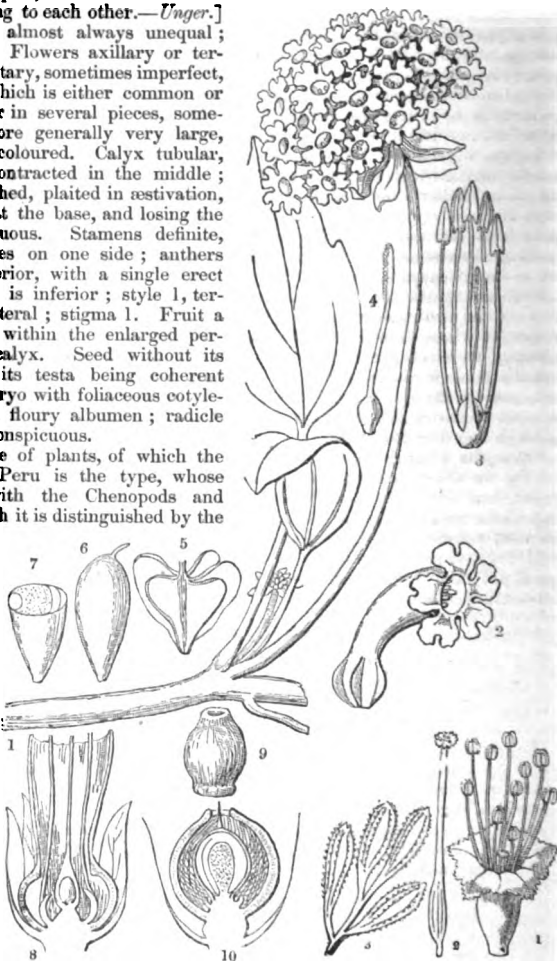 g to each other.—Unger.]
almost always unequal ;
Flowers axillary or ter-
tary, sometimes imperfect,
hich is either common or
r in several pieces, some-
ore generally very large,
coloured. Calyx tubular,
ontracted in the middle ;
hed, plaited in æstivation,
t the base, and losing the
uous. Stamens definite,
es on one side ; anthers
rior, with a single erect
is inferior ; style 1, ter-
teral ; stigma 1. Fruit a
within the enlarged per-
calyx. Seed without its
its testa being coherent
ryo with foliaceous cotyle-
floury albumen ; radicle
onspicuous.
e of plants, of which the
Peru is the type, whose
ith the Chenopods and
h it is distinguished by the
4
3
7 6 5
2
1
9
8 10 3 2 1